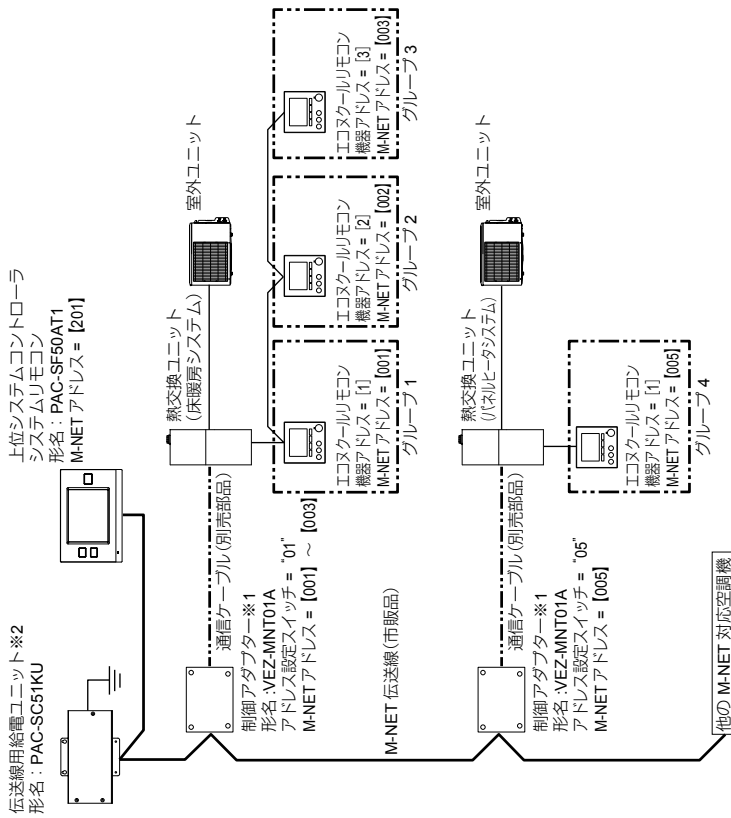 伝送線用給電ユニット※2
形名：PAC-SC51KU
上位システムコントローラ
システムリモコン
形名：PAC-SF50AT1
M-NET アドレス = 【201】
制御アダプター※1
形名 :VEZ-MNT01A
アドレス設定スイッチ = “01”
M-NET アドレス = 【001】 ～ 【003】
通信ケーブル(別売部品)
熱交換ユニット
(床暖房システム)
室外ユニット
エコヌクールリモコン
機器アドレス = [1]
M-NET アドレス = 【001】
グループ 1
エコヌクールリモコン
機器アドレス = [2]
M-NET アドレス = 【002】
グループ 2
エコヌクールリモコン
機器アドレス = [3]
M-NET アドレス = 【003】
グループ 3
M-NET 伝送線(市販品)
制御アダプター※1
形名 :VEZ-MNT01A
アドレス設定スイッチ = “05”
M-NET アドレス = 【005】
通信ケーブル(別売部品)
熱交換ユニット
(パネルヒータシステム)
室外ユニット
エコヌクールリモコン
機器アドレス = [1]
M-NET アドレス = 【005】
グループ 4
他の M-NET 対応空調機